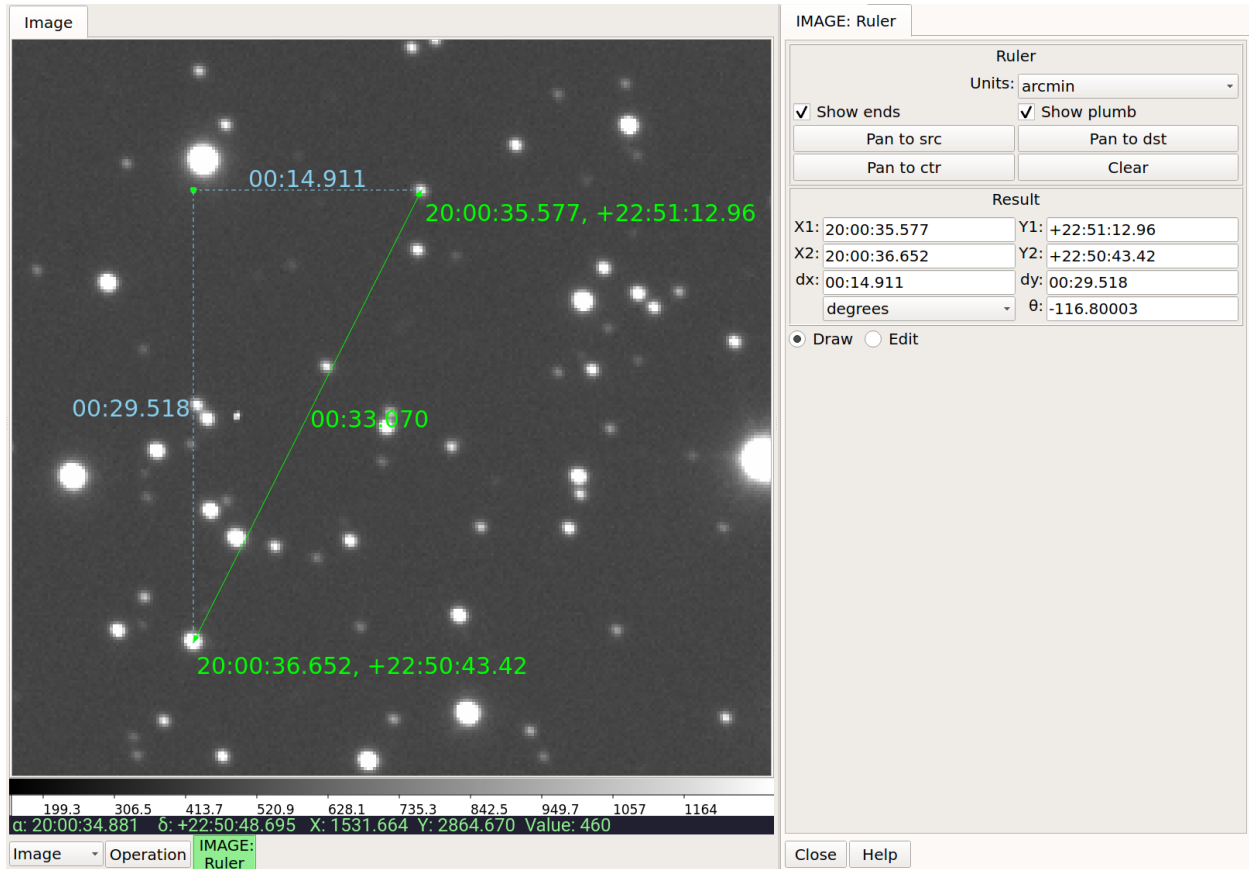 Image
00:14.911
20:00:35.577, +22:51:12.96
00:29.518
00:33.070
20:00:36.652, +22:50:43.42
199.3 306.5 413.7 520.9 628.1 735.3 842.5 949.7 1057 1164
α: 20:00:34.881 δ: +22:50:48.695 X: 1531.664 Y: 2864.670 Value: 460
Image Operation IMAGE: Ruler
IMAGE: Ruler
Ruler
Units: arcmin
Show ends Show plumb
Pan to src Pan to dst
Pan to ctr Clear
Result
X1: 20:00:35.577 Y1: +22:51:12.96
X2: 20:00:36.652 Y2: +22:50:43.42
dx: 00:14.911 dy: 00:29.518
degrees θ: -116.80003
Draw Edit
Close Help